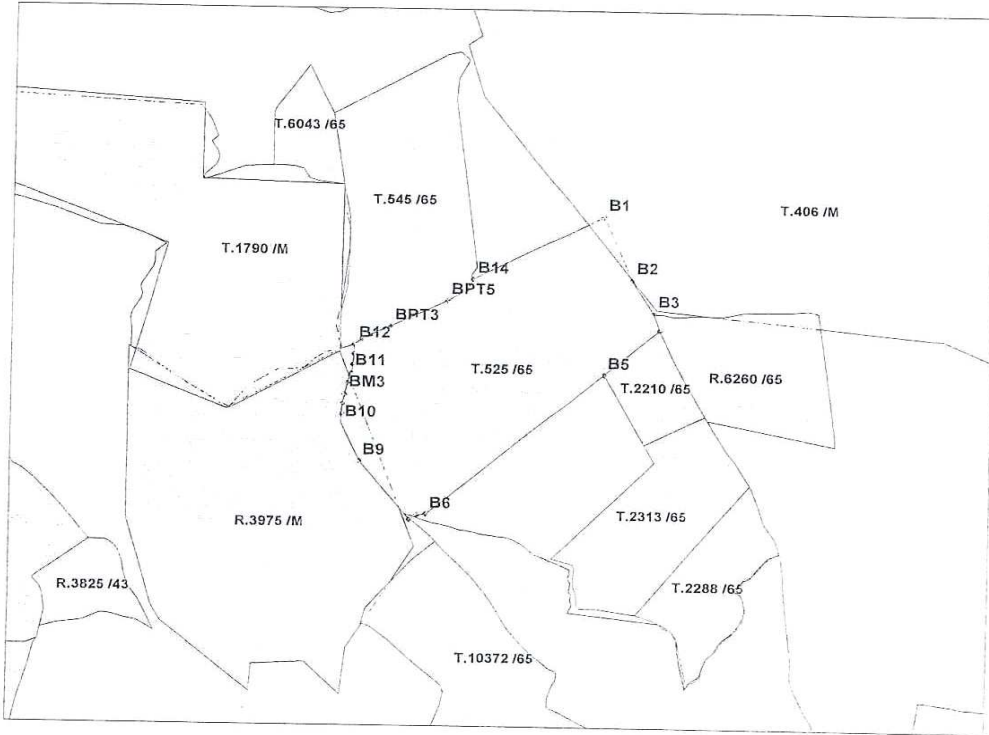 T.6043 /65
T.545 /65
B1
T.406 /M
T.1790 /M
B14
B2
BPT5
B3
BPT3
B12
B11
T.525 /65
B5
BM3
T.2210 /65
R.6260 /65
B10
B9
B6
R.3975 /M
T.2313 /65
R.3825 /43
T.2288 /65
T.10372 /65